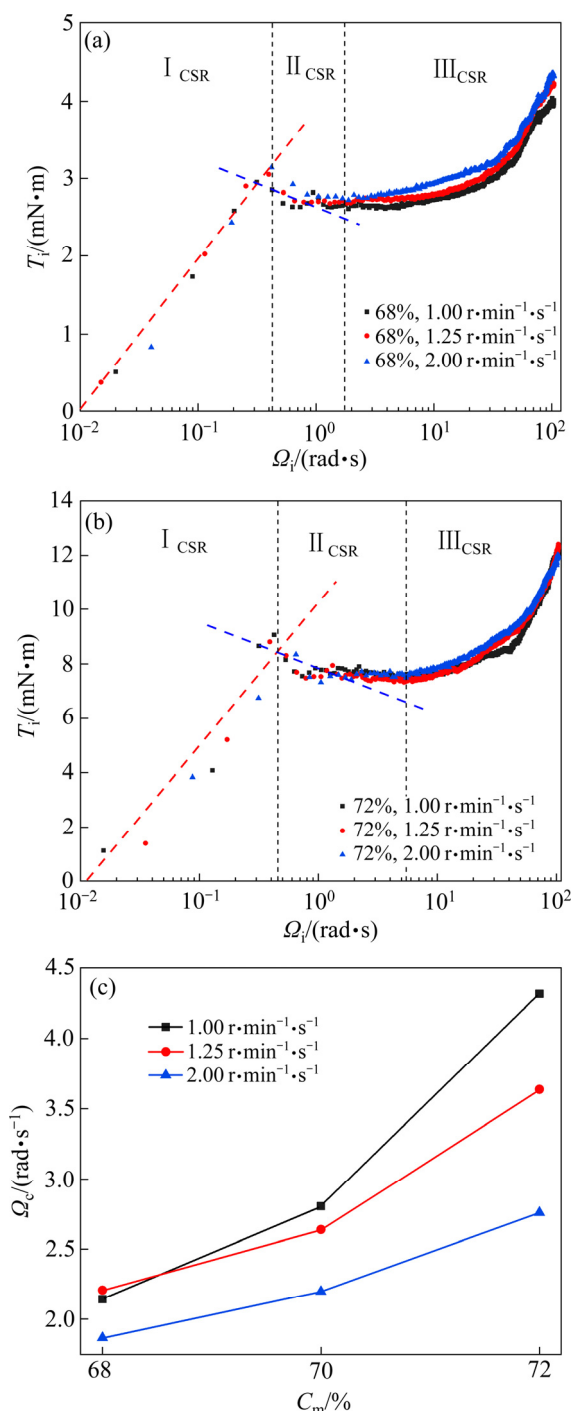 (a)
I CSR
II CSR
III CSR
5
4
3
2
1
0
Ti/(mN•m)
68%, 1.00 r•min⁻¹•s⁻¹
68%, 1.25 r•min⁻¹•s⁻¹
68%, 2.00 r•min⁻¹•s⁻¹
10⁻² 10⁻¹ 10⁰ 10 10²
Ωi/(rad•s)
(b)
I CSR
II CSR
III CSR
14
12
10
8
6
4
2
0
Ti/(mN•m)
72%, 1.00 r•min⁻¹•s⁻¹
72%, 1.25 r•min⁻¹•s⁻¹
72%, 2.00 r•min⁻¹•s⁻¹
10⁻² 10⁻¹ 10⁰ 10¹ 10²
Ωi/(rad•s)
(c)
4.5
4.0
3.5
3.0
2.5
2.0
Ωc/(rad•s⁻¹)
1.00 r•min⁻¹•s⁻¹
1.25 r•min⁻¹•s⁻¹
2.00 r•min⁻¹•s⁻¹
68 70 72
Cm/%